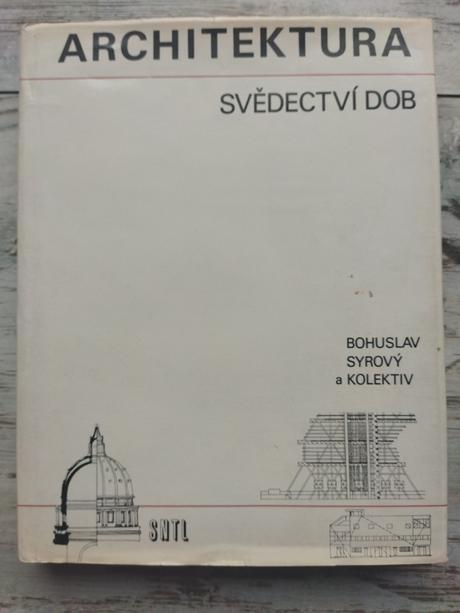 ARCHITEKTURA
SVĚDECTVÍ DOB
BOHUSLAV
SYROVÝ
a KOLEKTIV
SNTL